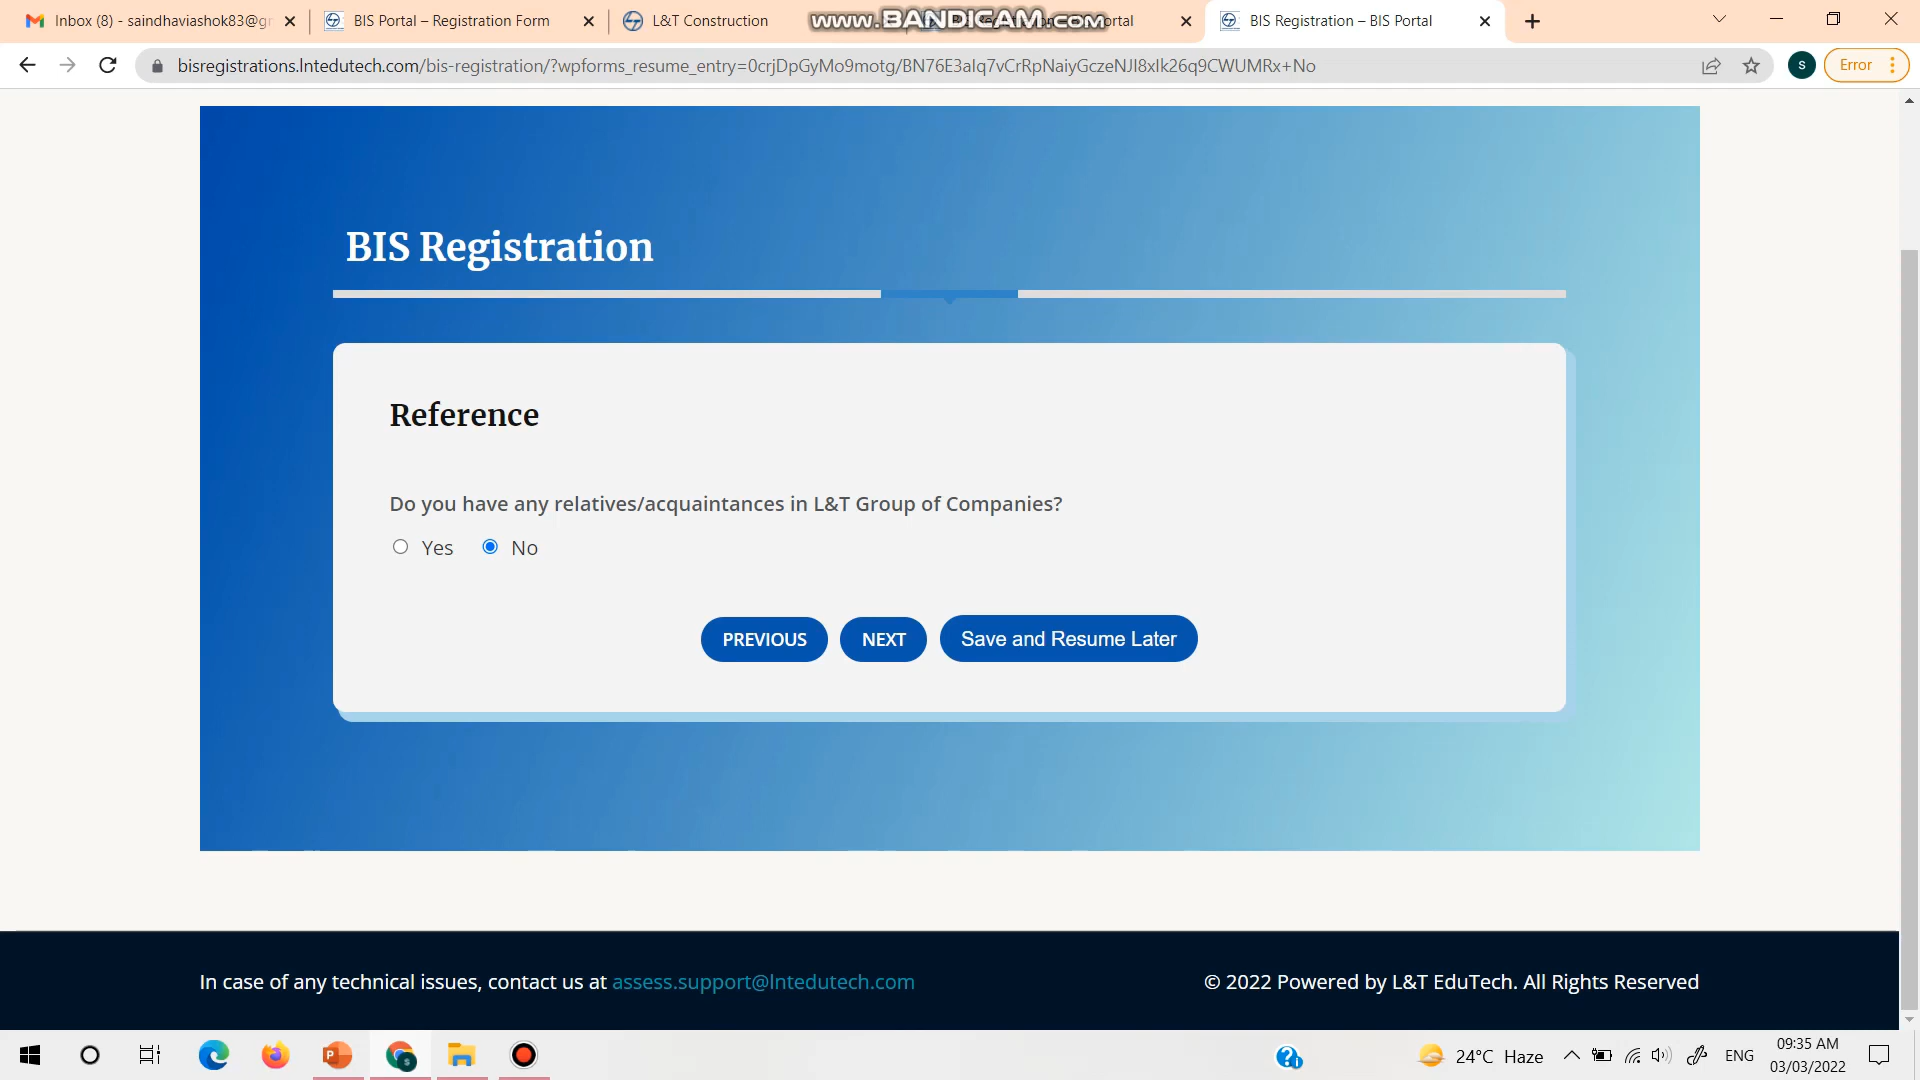 Inbox (8) - saindhaviashok83@gm
BIS Portal – Registration Form
L&T Construction
www.BANDICAM.com
BIS Registration – BIS Portal
bisregistrations.lntedutech.com/bis-registration/?wpforms_resume_entry=0crjDpGyMo9motg/BN76E3alq7vCrRpNaiyGczeNJI8xIk26q9CWUMRx+No
S
Error
BIS Registration
Reference
Do you have any relatives/acquaintances in L&T Group of Companies?
Yes
No
PREVIOUS
NEXT
Save and Resume Later
In case of any technical issues, contact us at assess.support@lntedutech.com
© 2022 Powered by L&T EduTech. All Rights Reserved
24°C Haze
ENG
09:35 AM
03/03/2022